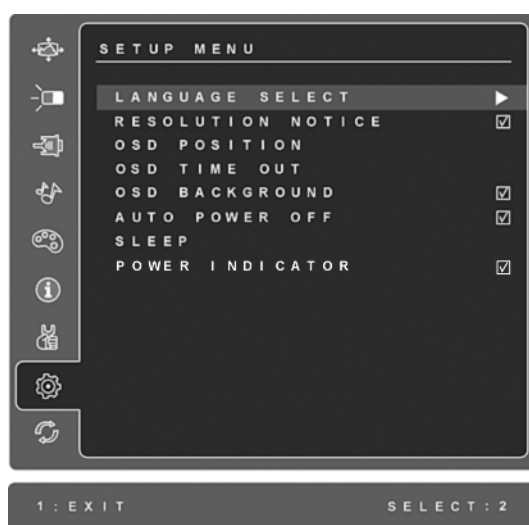 SETUP MENU
LANGUAGE SELECT
RESOLUTION NOTICE
OSD POSITION
OSD TIME OUT
OSD BACKGROUND
AUTO POWER OFF
SLEEP
POWER INDICATOR
1:EXIT SELECT:2